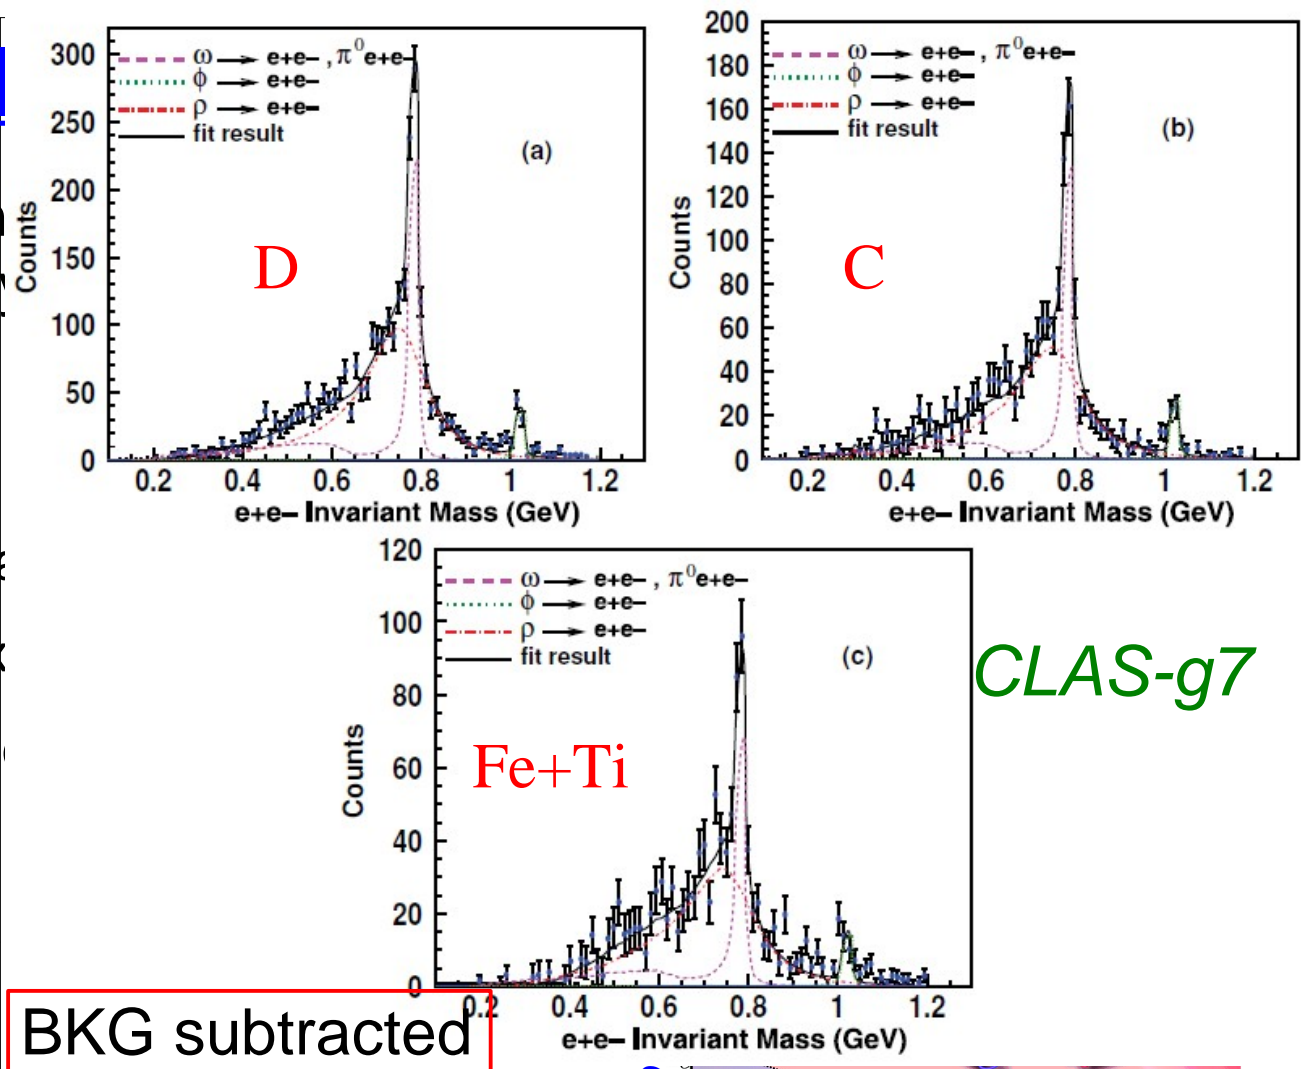 ω → e+e− , π⁰e+e−
ϕ → e+e−
ρ → e+e−
fit result
(a)
D
Counts
300
250
200
150
100
50
0
0.2 0.4 0.6 0.8 1 1.2
e+e− Invariant Mass (GeV)
ω → e+e− , π⁰e+e−
ϕ → e+e−
ρ → e+e−
fit result
(b)
C
Counts
200
180
160
140
120
100
80
60
40
20
0
0.2 0.4 0.6 0.8 1 1.2
e+e− Invariant Mass (GeV)
ω → e+e− , π⁰e+e−
ϕ → e+e−
ρ → e+e−
fit result
(c)
Fe+Ti
Counts
120
100
80
60
40
20
0
0.2 0.4 0.6 0.8 1 1.2
e+e− Invariant Mass (GeV)
CLAS-g7
BKG subtracted